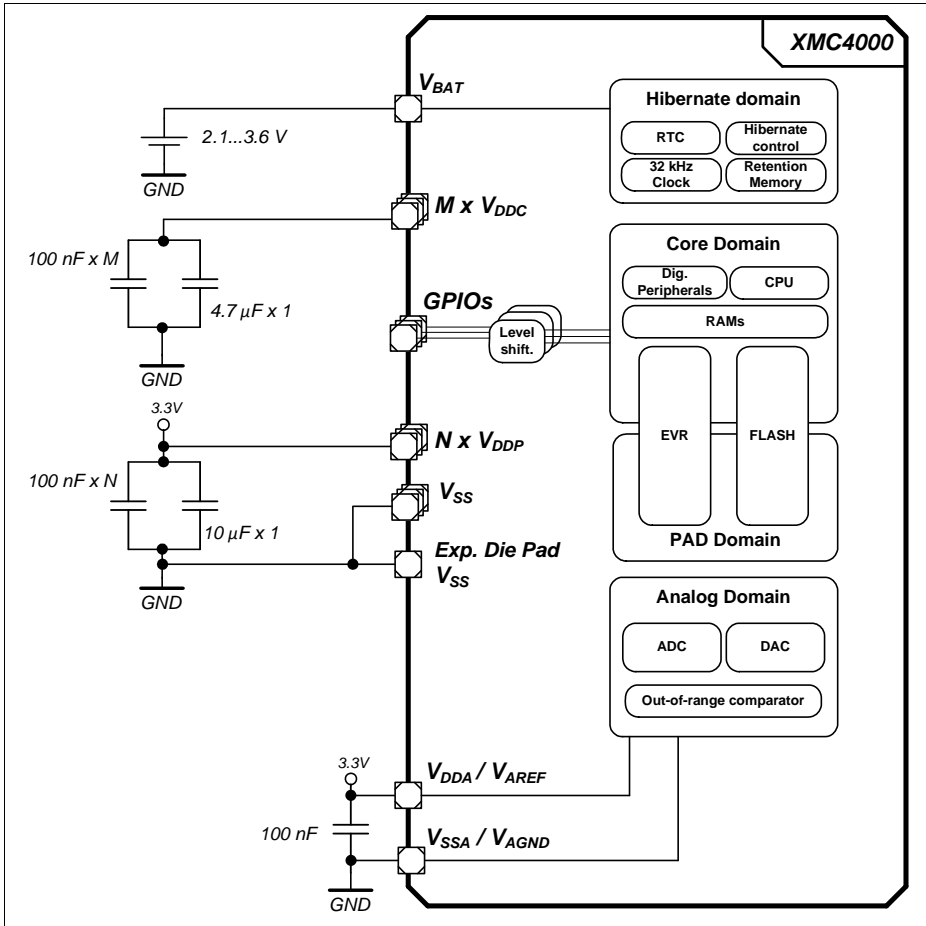 XMC4000
VBAT
2.1...3.6 V
GND
Hibernate domain
RTC
Hibernate
control
32 kHz
Clock
Retention
Memory
M x VDDC
100 nF x M
4.7 µF x 1
GND
Core Domain
Dig.
Peripherals
CPU
RAMs
GPIOs
Level
shift.
EVR
FLASH
PAD Domain
3.3V
N x VDDP
100 nF x N
10 µF x 1
VSS
Exp. Die Pad
VSS
GND
Analog Domain
ADC
DAC
Out-of-range comparator
3.3V
VDDA / VAREF
100 nF
VSSA / VAGND
GND